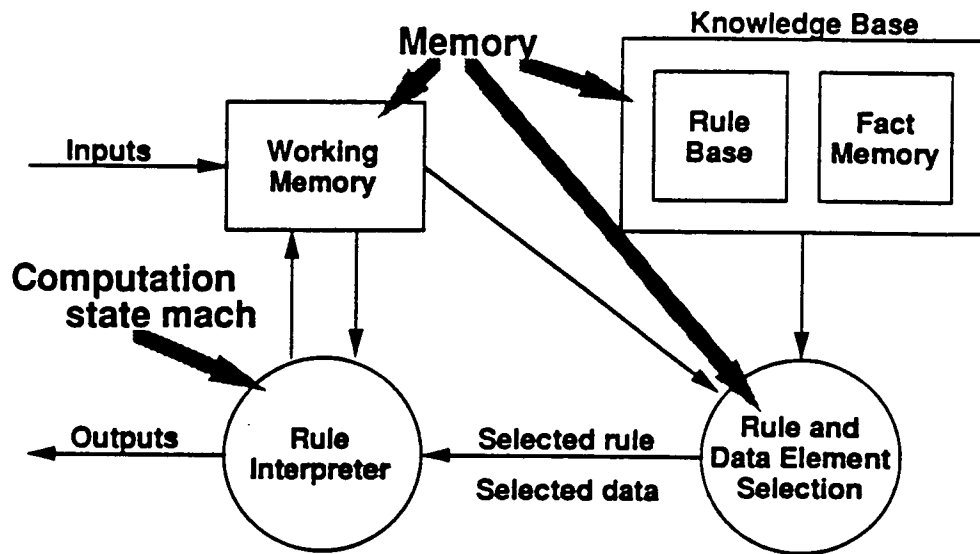 Knowledge Base
Memory
Rule
Base
Fact
Memory
Inputs
Working
Memory
Computation
state mach
Outputs
Rule
Interpreter
Selected rule
Selected data
Rule and
Data Element
Selection